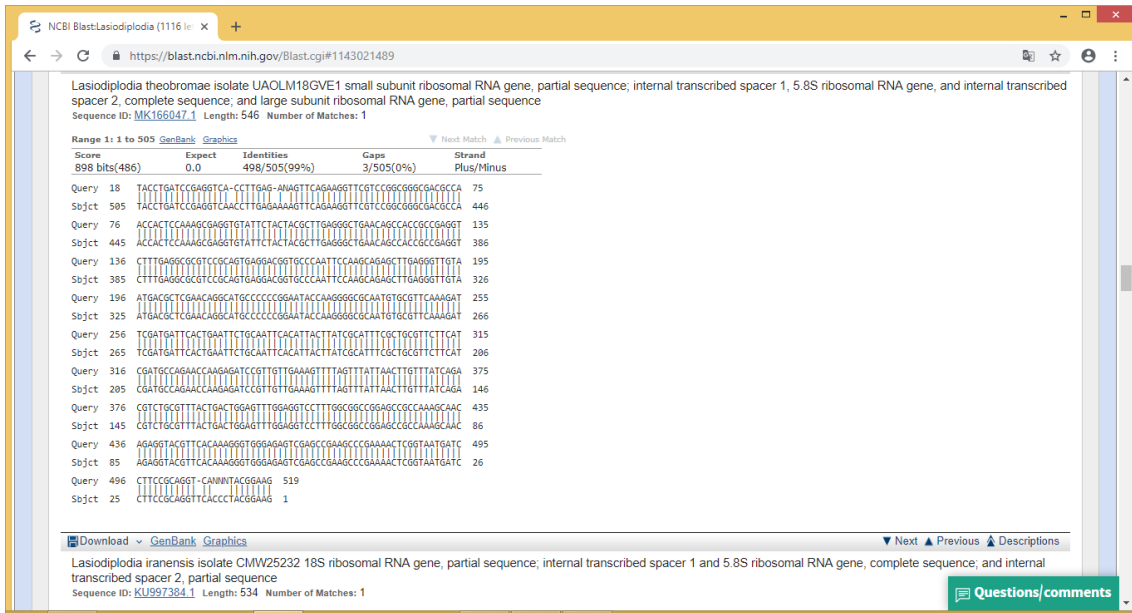 NCBI Blast:Lasiodiplodia (1116 le
https://blast.ncbi.nlm.nih.gov/Blast.cgi#1143021489
Lasiodiplodia theobromae isolate UAOLM18GVE1 small subunit ribosomal RNA gene, partial sequence; internal transcribed spacer 1, 5.8S ribosomal RNA gene, and internal transcribed
spacer 2, complete sequence; and large subunit ribosomal RNA gene, partial sequence
Sequence ID: MK166047.1 Length: 546 Number of Matches: 1
Range 1: 1 to 505 GenBank Graphics ▼ Next Match ▲ Previous Match
Score Expect Identities Gaps Strand
898 bits(486) 0.0 498/505(99%) 3/505(0%) Plus/Minus
Query 18 TACCTGATCCGAGGTCA-CCTTGAG-ANAGTTCAGAAGGTTCGTCCGGCGGGCGACGCCA 75
Sbjct 505 TACCTGATCCGAGGTCAACCTTGAGAAAAGTTCAGAAGGTTCGTCCGGCGGGCGACGCCA 446
Query 76 ACCACTCCAAAGCGAGGTGTATTCTACTACGCTTGAGGGCTGAACAGCCACCGCCGAGGT 135
Sbjct 445 ACCACTCCAAAGCGAGGTGTATTCTACTACGCTTGAGGGCTGAACAGCCACCGCCGAGGT 386
Query 136 CTTTGAGGCGCGTCCGCAGTGAGGACGGTGCCCAATTCCAAGCAGAGCTTGAGGGTTGTA 195
Sbjct 385 CTTTGAGGCGCGTCCGCAGTGAGGACGGTGCCCAATTCCAAGCAGAGCTTGAGGGTTGTA 326
Query 196 ATGACGCTCGAACAGGCATGCCCCCCGGAATACCAAGGGGCGCAATGTGCGTTCAAAGAT 255
Sbjct 325 ATGACGCTCGAACAGGCATGCCCCCCGGAATACCAAGGGGCGCAATGTGCGTTCAAAGAT 266
Query 256 TCGATGATTCACTGAATTCTGCAATTCACATTACTTATCGCATTTCGCTGCGTTCTTCAT 315
Sbjct 265 TCGATGATTCACTGAATTCTGCAATTCACATTACTTATCGCATTTCGCTGCGTTCTTCAT 206
Query 316 CGATGCCAGAACCAAGAGATCCGTTGTTGAAAGTTTTAGTTTATTAACTTGTTTATCAGA 375
Sbjct 205 CGATGCCAGAACCAAGAGATCCGTTGTTGAAAGTTTTAGTTTATTAACTTGTTTATCAGA 146
Query 376 CGTCTGCGTTTACTGACTGGAGTTTGGAGGTCCTTTGGCGGCCGGAGCCGCCAAAGCAAC 435
Sbjct 145 CGTCTGCGTTTACTGACTGGAGTTTGGAGGTCCTTTGGCGGCCGGAGCCGCCAAAGCAAC 86
Query 436 AGAGGTACGTTCACAAAGGGTGGGAGAGTCGAGCCGAAGCCCGAAAACTCGGTAATGATC 495
Sbjct 85 AGAGGTACGTTCACAAAGGGTGGGAGAGTCGAGCCGAAGCCCGAAAACTCGGTAATGATC 26
Query 496 CTTCCGCAGGT-CANNNTACGGAAG 519
Sbjct 25 CTTCCGCAGGTTCACCCTACGGAAG 1
Download GenBank Graphics ▼ Next ▲ Previous Descriptions
Lasiodiplodia iranensis isolate CMW25232 18S ribosomal RNA gene, partial sequence; internal transcribed spacer 1 and 5.8S ribosomal RNA gene, complete sequence; and internal
transcribed spacer 2, partial sequence
Sequence ID: KU997384.1 Length: 534 Number of Matches: 1
Questions/comments